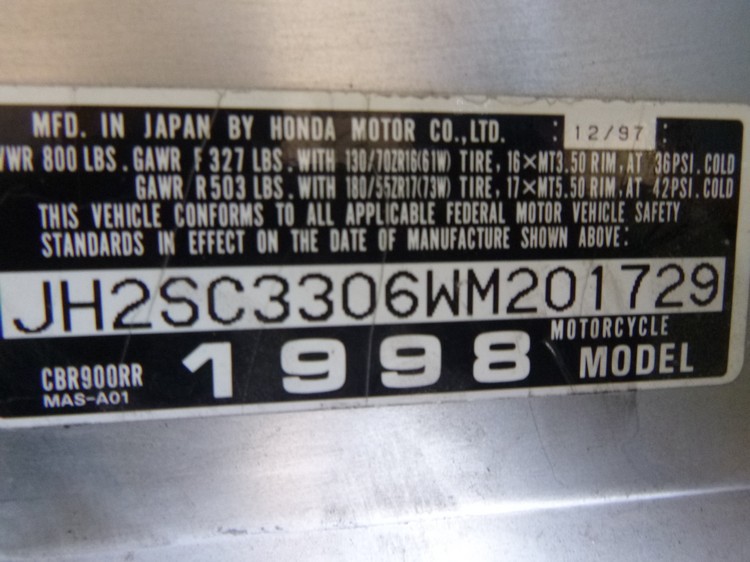 MFD. IN JAPAN BY HONDA MOTOR CO.,LTD. : 12/97 :
VWR 800 LBS. GAWR F 327 LBS. WITH 130/70ZR16(61W) TIRE, 16×MT3.50 RIM, AT 36PSI. COLD
GAWR R 503 LBS. WITH 180/55ZR17(73W) TIRE, 17×MT5.50 RIM, AT 42PSI. COLD
THIS VEHICLE CONFORMS TO ALL APPLICABLE FEDERAL MOTOR VEHICLE SAFETY
STANDARDS IN EFFECT ON THE DATE OF MANUFACTURE SHOWN ABOVE:
JH2SC3306WM201729
CBR900RR 1998 MOTORCYCLE
MAS-A01 MODEL